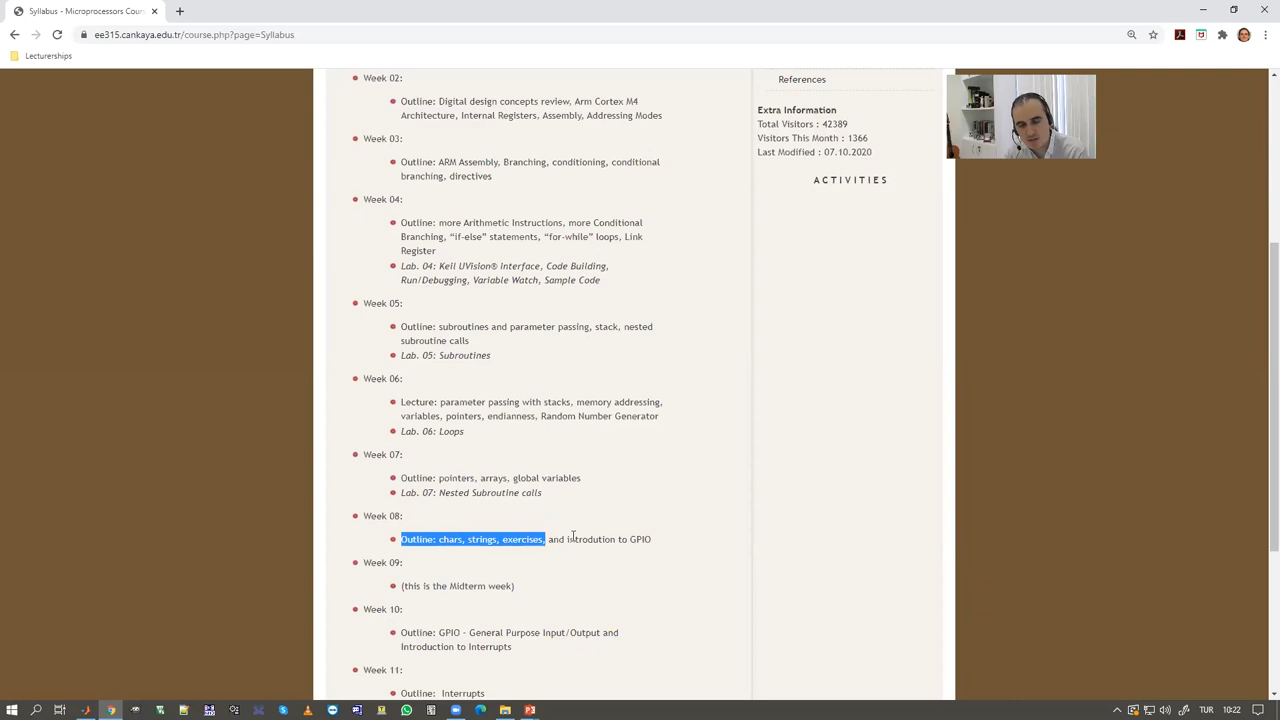 Syllabus - Microprocessors Cours
ee315.cankaya.edu.tr/course.php?page=Syllabus
Lecturerships
Week 02:
Outline: Digital design concepts review, Arm Cortex M4
Architecture, Internal Registers, Assembly, Addressing Modes
Week 03:
Outline: ARM Assembly, Branching, conditioning, conditional
branching, directives
Week 04:
Outline: more Arithmetic Instructions, more Conditional
Branching, “if-else” statements, “for-while” loops, Link
Register
Lab. 04: Keil UVision® Interface, Code Building,
Run/Debugging, Variable Watch, Sample Code
Week 05:
Outline: subroutines and parameter passing, stack, nested
subroutine calls
Lab. 05: Subroutines
Week 06:
Lecture: parameter passing with stacks, memory addressing,
variables, pointers, endianness, Random Number Generator
Lab. 06: Loops
Week 07:
Outline: pointers, arrays, global variables
Lab. 07: Nested Subroutine calls
Week 08:
Outline: chars, strings, exercises, and introdution to GPIO
Week 09:
(this is the Midterm week)
Week 10:
Outline: GPIO - General Purpose Input/Output and
Introduction to Interrupts
Week 11:
Outline: Interrupts
References
Extra Information
Total Visitors : 42389
Visitors This Month : 1366
Last Modified : 07.10.2020
ACTIVITIES
TUR 10:22